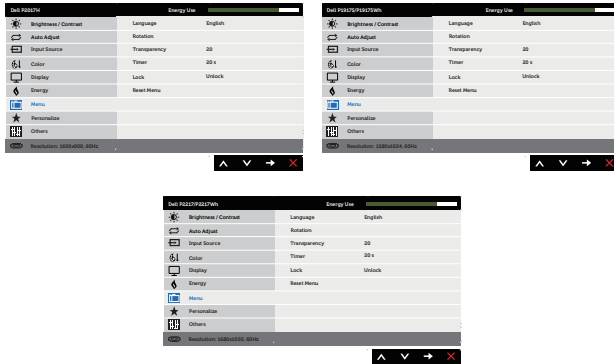 Dell P2017H Energy Use
Brightness / Contrast Language English
Auto Adjust Rotation
Input Source Transparency 20
Color Timer 20 s
Display Lock Unlock
Energy Reset Menu
Menu
Personalize
Others
Resolution: 1600x900, 60Hz
Dell P1917S/P1917SWh Energy Use
Brightness / Contrast Language English
Auto Adjust Rotation
Input Source Transparency 20
Color Timer 20 s
Display Lock Unlock
Energy Reset Menu
Menu
Personalize
Others
Resolution: 1280x1024, 60Hz
Dell P2217/P2217Wh Energy Use
Brightness / Contrast Language English
Auto Adjust Rotation
Input Source Transparency 20
Color Timer 20 s
Display Lock Unlock
Energy Reset Menu
Menu
Personalize
Others
Resolution: 1680x1050, 60Hz